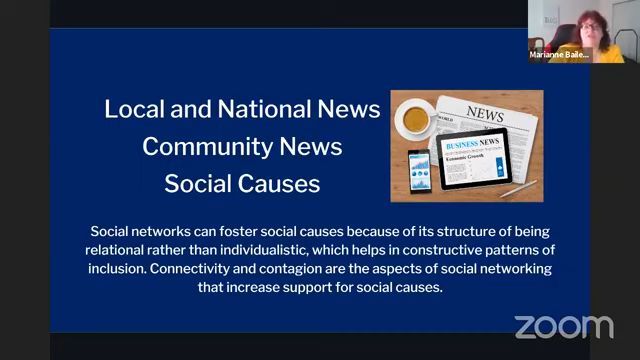 Marianne Baile...
Local and National News
Community News
Social Causes
NEWS
BUSINESS NEWS
Economic Growth
Social networks can foster social causes because of its structure of being
relational rather than individualistic, which helps in constructive patterns of
inclusion. Connectivity and contagion are the aspects of social networking
that increase support for social causes.
zoom